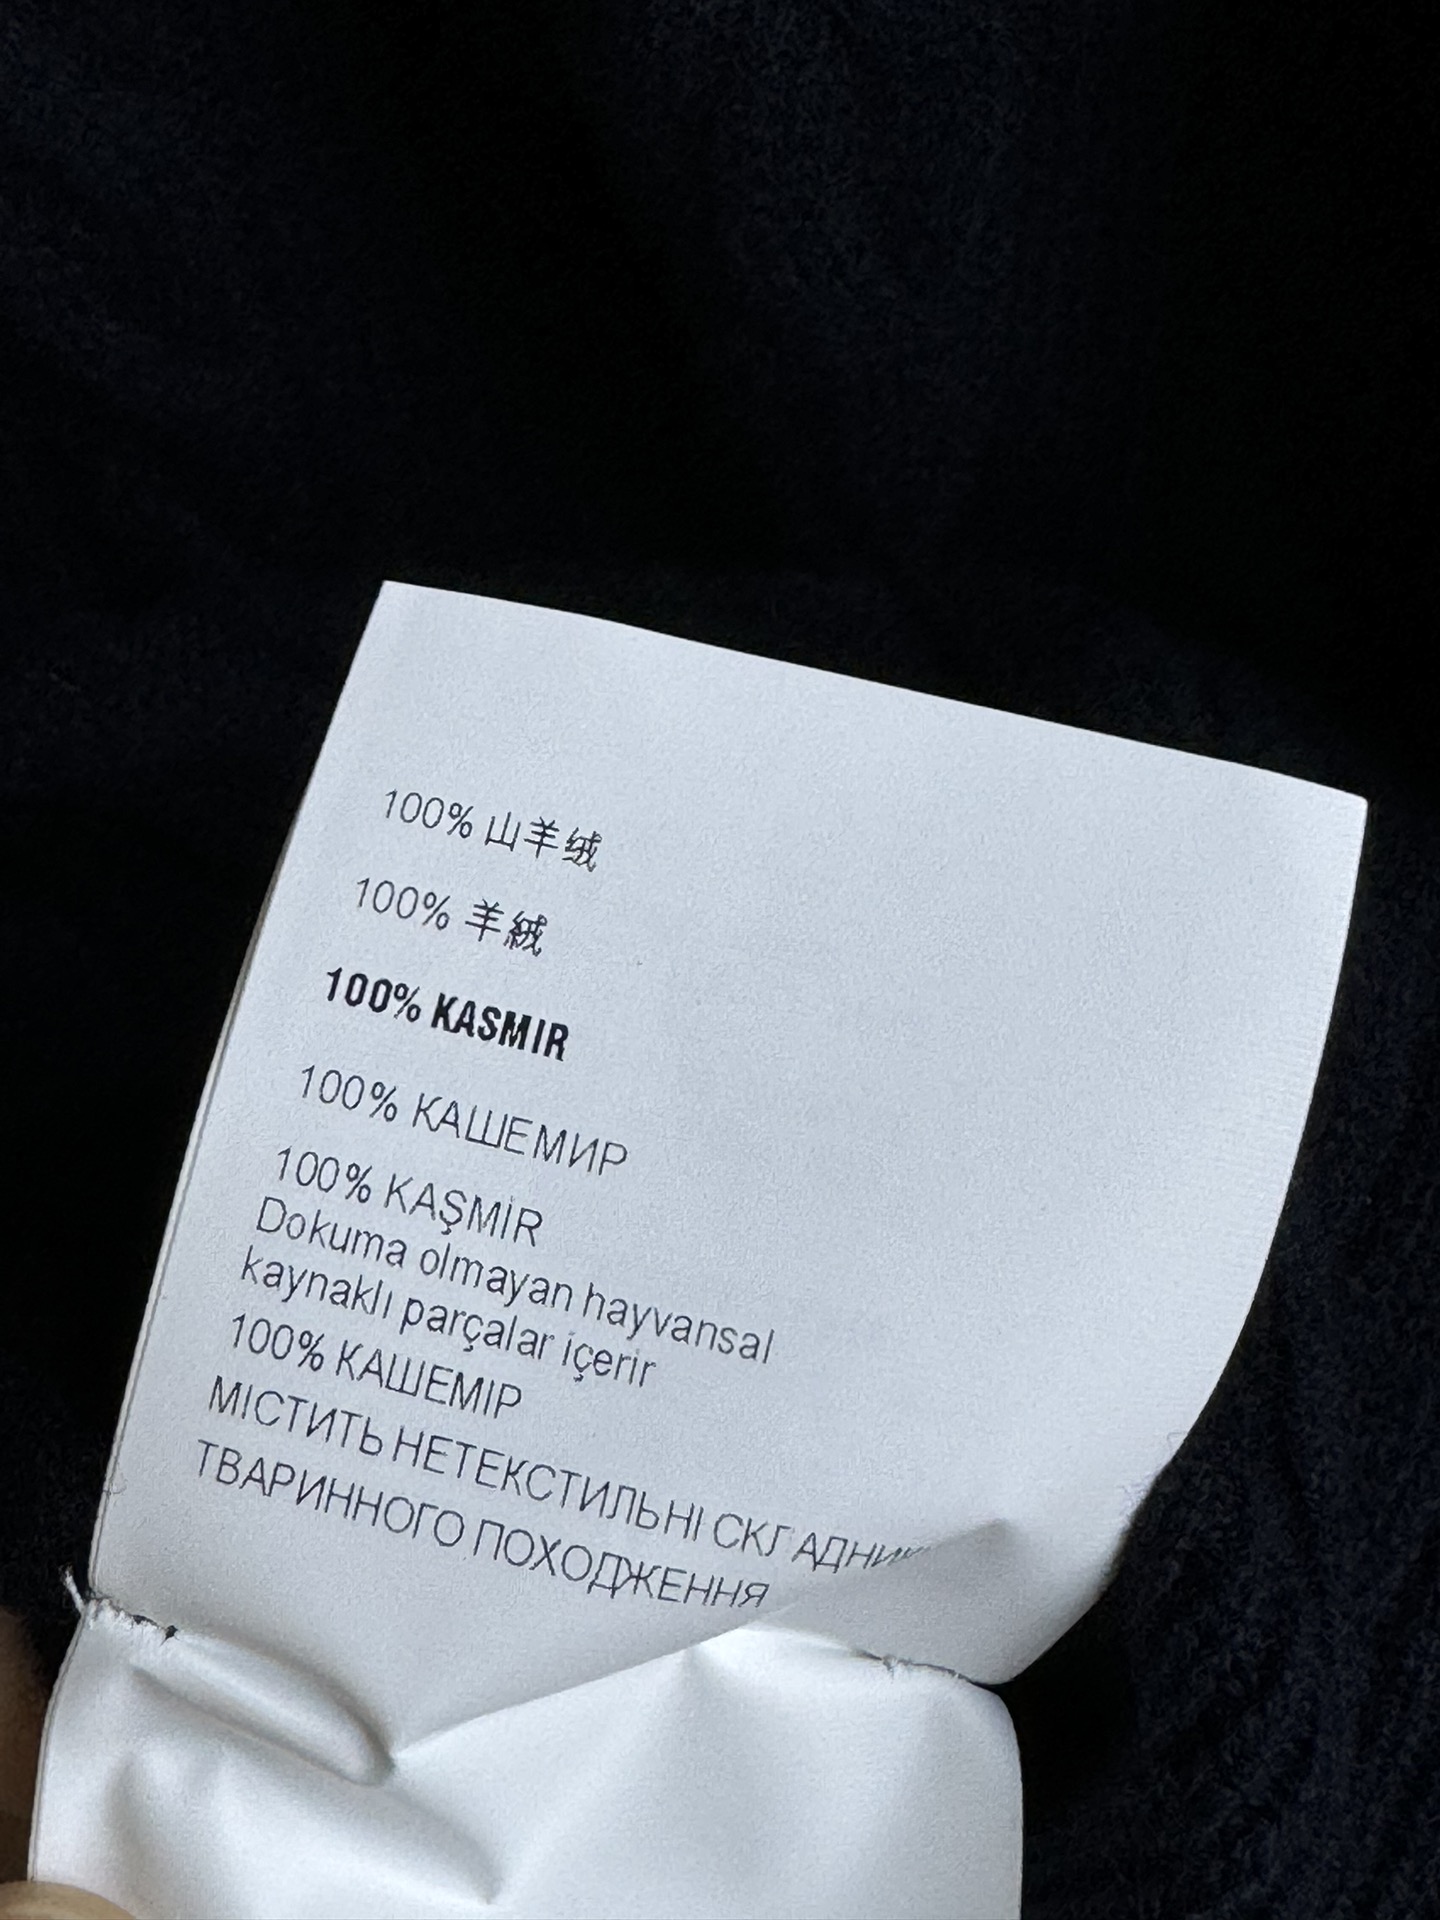 100% 山羊绒
100% 羊絨
100% KASMIR
100% КАШЕМИР
100% KAŞMİR
Dokuma olmayan hayvansal
kaynaklı parçalar içerir
100% КАШЕМІР
МІСТИТЬ НЕТЕКСТИЛЬНІ
ТВАРИННОГО ПОХОДЖЕННЯ